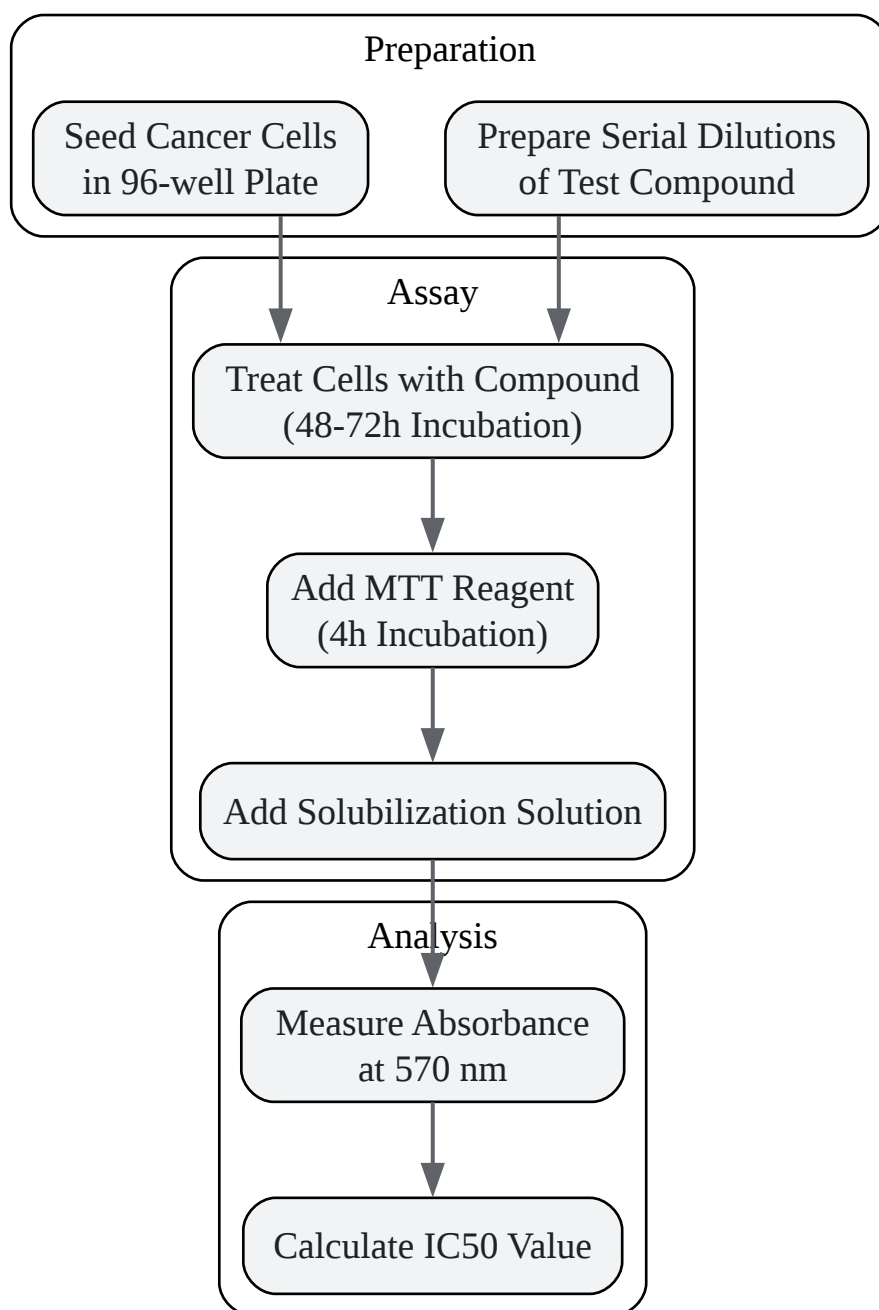 Preparation
Seed Cancer Cells
in 96-well Plate
Prepare Serial Dilutions
of Test Compound
Assay
Treat Cells with Compound
(48-72h Incubation)
Add MTT Reagent
(4h Incubation)
Add Solubilization Solution
Analysis
Measure Absorbance
at 570 nm
Calculate IC50 Value